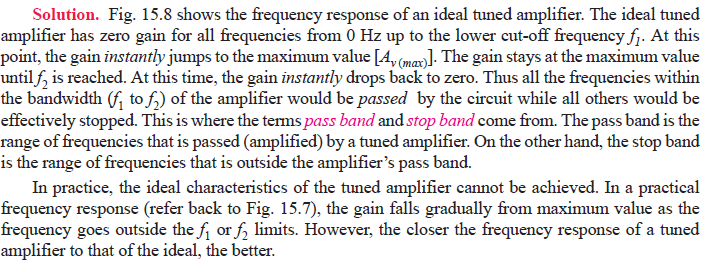 Solution. Fig. 15.8 shows the frequency response of an ideal tuned amplifier. The ideal tuned
amplifier has zero gain for all frequencies from 0 Hz up to the lower cut-off frequency f₁. At this
point, the gain instantly jumps to the maximum value [Aᵥ (max)]. The gain stays at the maximum value
until f₂ is reached. At this time, the gain instantly drops back to zero. Thus all the frequencies within
the bandwidth (f₁ to f₂) of the amplifier would be passed by the circuit while all others would be
effectively stopped. This is where the terms pass band and stop band come from. The pass band is the
range of frequencies that is passed (amplified) by a tuned amplifier. On the other hand, the stop band
is the range of frequencies that is outside the amplifier's pass band.
In practice, the ideal characteristics of the tuned amplifier cannot be achieved. In a practical
frequency response (refer back to Fig. 15.7), the gain falls gradually from maximum value as the
frequency goes outside the f₁ or f₂ limits. However, the closer the frequency response of a tuned
amplifier to that of the ideal, the better.